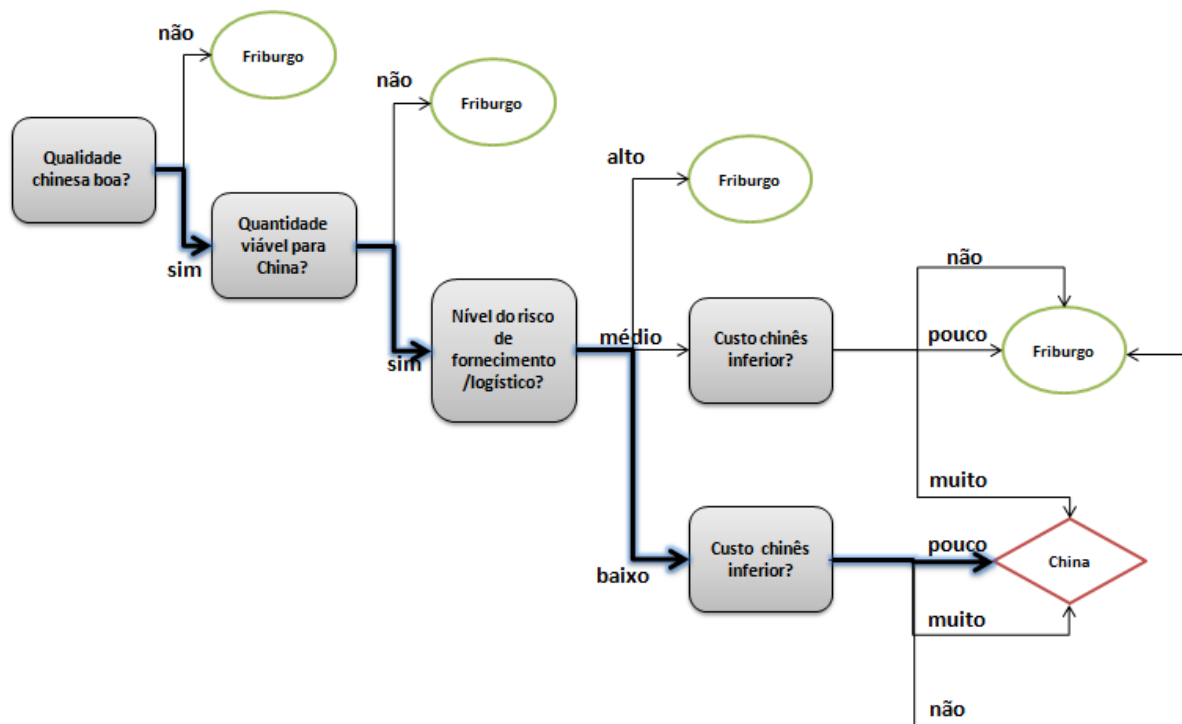 não
Friburgo
não
Friburgo
Qualidade
chinesa boa?
alto
Friburgo
sim
Quantidade
viável para
China?
não
sim
Nível do risco
de
fornecimento
/logístico?
médio
Custo chinês
inferior?
pouco
Friburgo
muito
baixo
Custo chinês
inferior?
pouco
China
muito
não